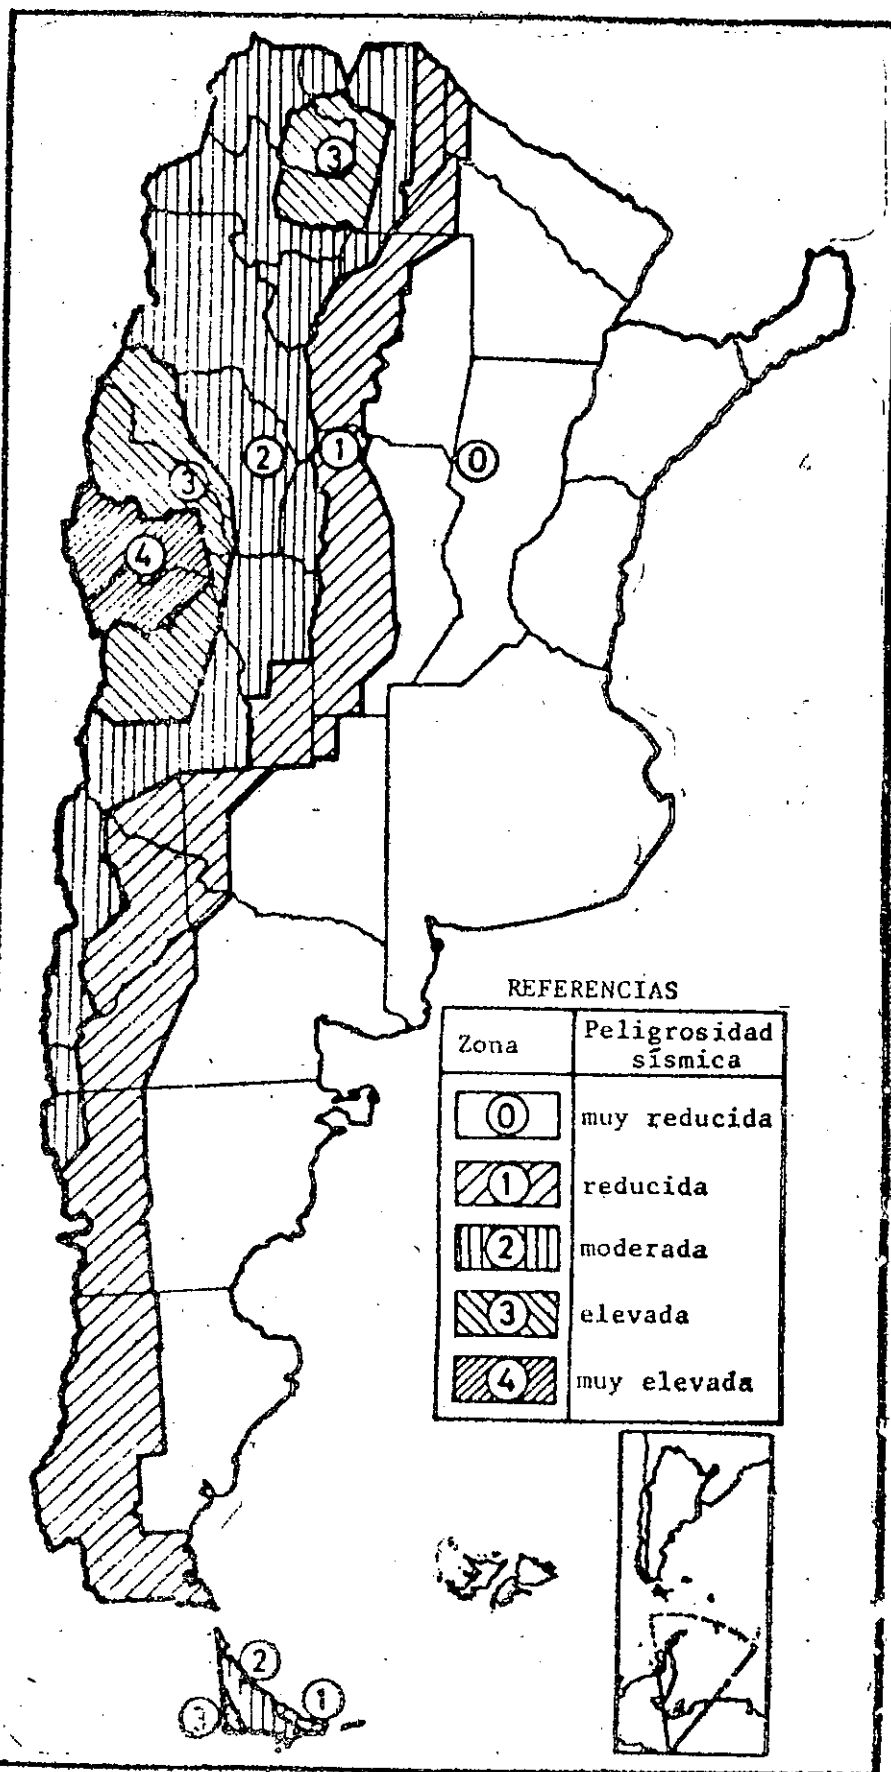 3
3
2
1
0
4
REFERENCIAS
Zona
Peligrosidad
sísmica
0 muy reducida
1 reducida
2 moderada
3 elevada
4 muy elevada
2
3
1